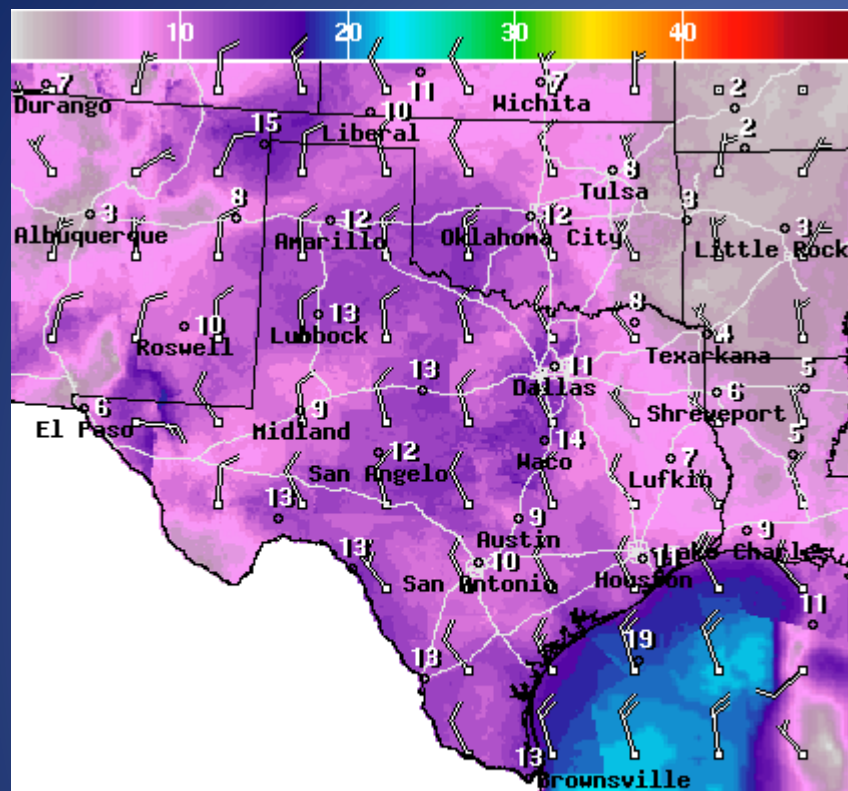 10 20 30 40
7 11 7 2
Durango Liberal Wichita
10
15 2
8
Tulsa
3 8 12 12 3 3
Albuquerque Amarillo Oklahoma City Little Rock
10 13 8 4
Roswell Lubbock Texarkana
13 11 5
Dallas
6 9 6
El Paso Midland Shreveport
12 14 7 5
San Angelo Waco Lufkin
13 9 9
Austin Lake Charles
13 10 11
San Antonio Houston
11
19
13
13
Brownsville